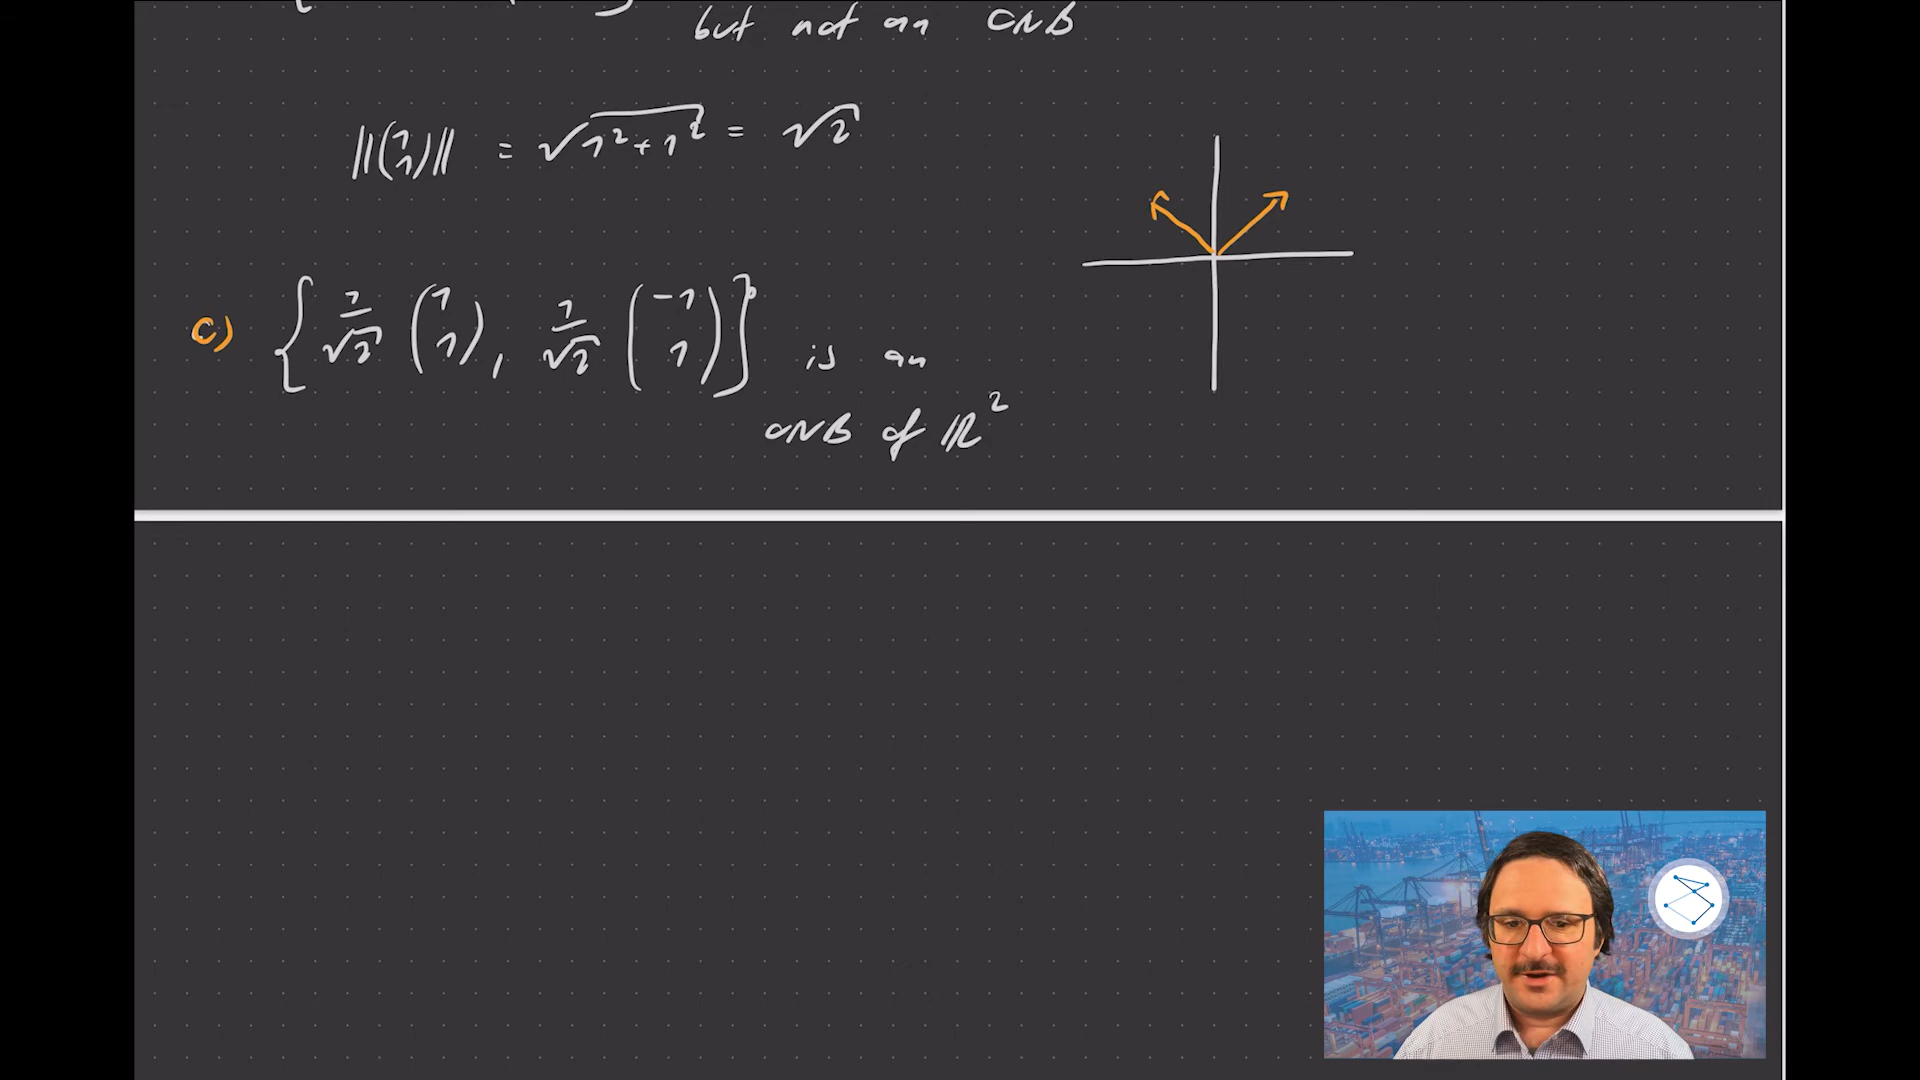 but not an ONB
||(1 1)|| = √(1² + 1²) = √2
c) { 1/√2 (1 1), 1/√2 (-1 1) } is an
ONB of ℝ²